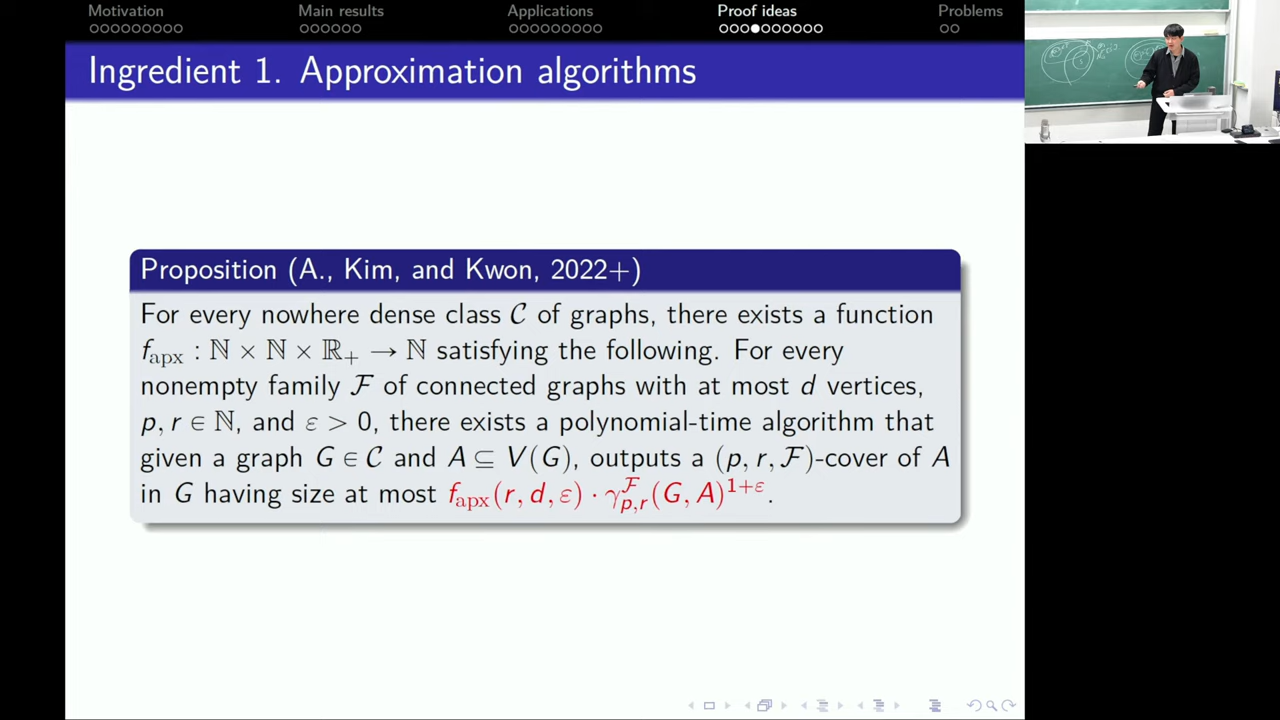 Motivation
Main results
Applications
Proof ideas
Problems
Ingredient 1. Approximation algorithms
Proposition (A., Kim, and Kwon, 2022+)
For every nowhere dense class 𝒞 of graphs, there exists a function
f_apx : ℕ × ℕ × ℝ₊ → ℕ satisfying the following. For every
nonempty family ℱ of connected graphs with at most d vertices,
p, r ∈ ℕ, and ε > 0, there exists a polynomial-time algorithm that
given a graph G ∈ 𝒞 and A ⊆ V(G), outputs a (p, r, ℱ)-cover of A
in G having size at most f_apx(r, d, ε) · γ^ℱ_{p,r}(G, A)^{1+ε}.